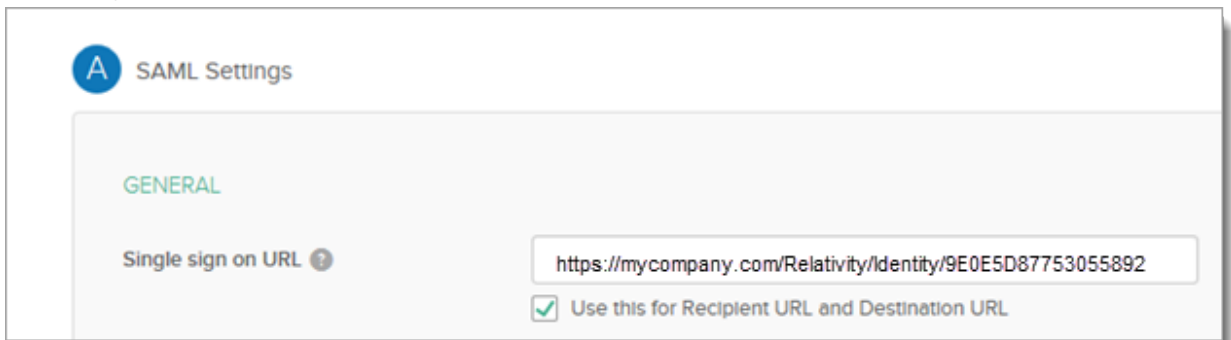 A SAML Settings
GENERAL
Single sign on URL ?
https://mycompany.com/Relativity/Identity/9E0E5D87753055892
Use this for Recipient URL and Destination URL